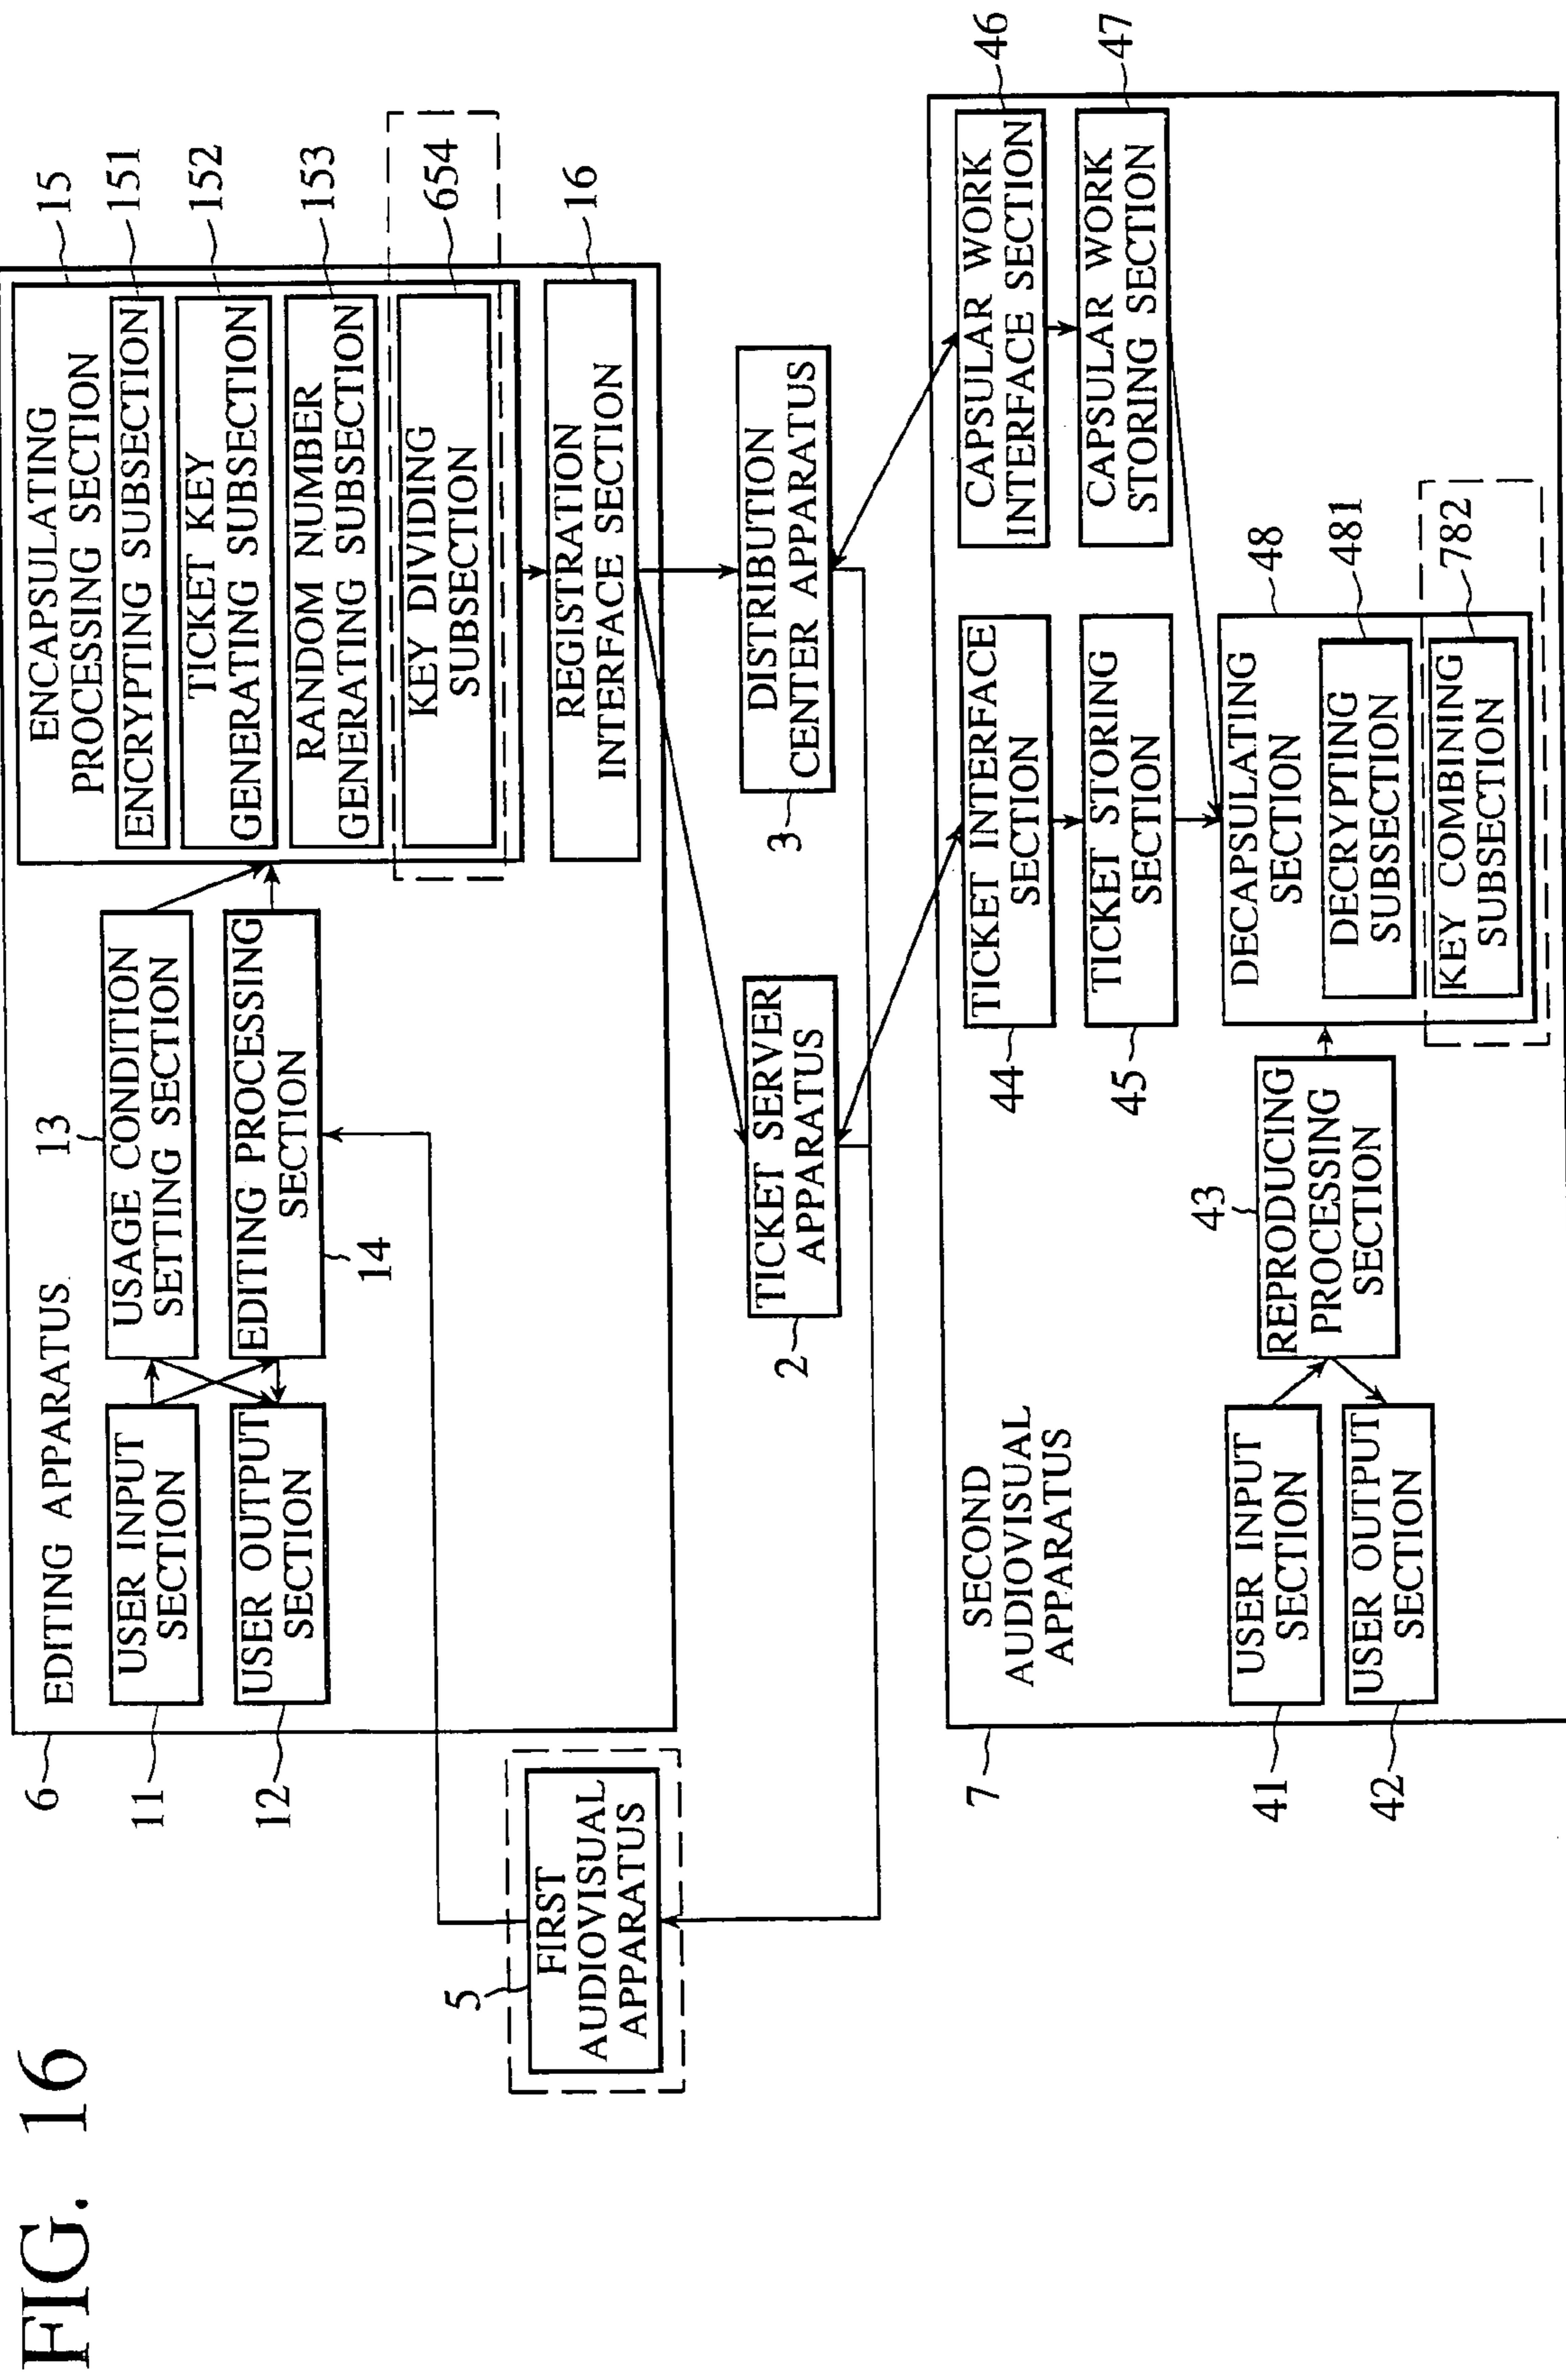 FIG. 16
6
EDITING APPARATUS
11
USER INPUT
SECTION
12
USER OUTPUT
SECTION
13
USAGE CONDITION
SETTING SECTION
EDITING PROCESSING
SECTION
14
ENCAPSULATING
PROCESSING SECTION
15
ENCRYPTING SUBSECTION
151
TICKET KEY
GENERATING SUBSECTION
152
RANDOM NUMBER
GENERATING SUBSECTION
153
KEY DIVIDING
SUBSECTION
654
REGISTRATION
INTERFACE SECTION
16
5
FIRST
AUDIOVISUAL
APPARATUS
2
TICKET SERVER
APPARATUS
3
DISTRIBUTION
CENTER APPARATUS
7
SECOND
AUDIOVISUAL
APPARATUS
41
USER INPUT
SECTION
42
USER OUTPUT
SECTION
43
REPRODUCING
PROCESSING
SECTION
44
TICKET INTERFACE
SECTION
45
TICKET STORING
SECTION
CAPSULAR WORK
INTERFACE SECTION
46
CAPSULAR WORK
STORING SECTION
47
DECAPSULATING
SECTION
48
DECRYPTING
SUBSECTION
481
KEY COMBINING
SUBSECTION
782